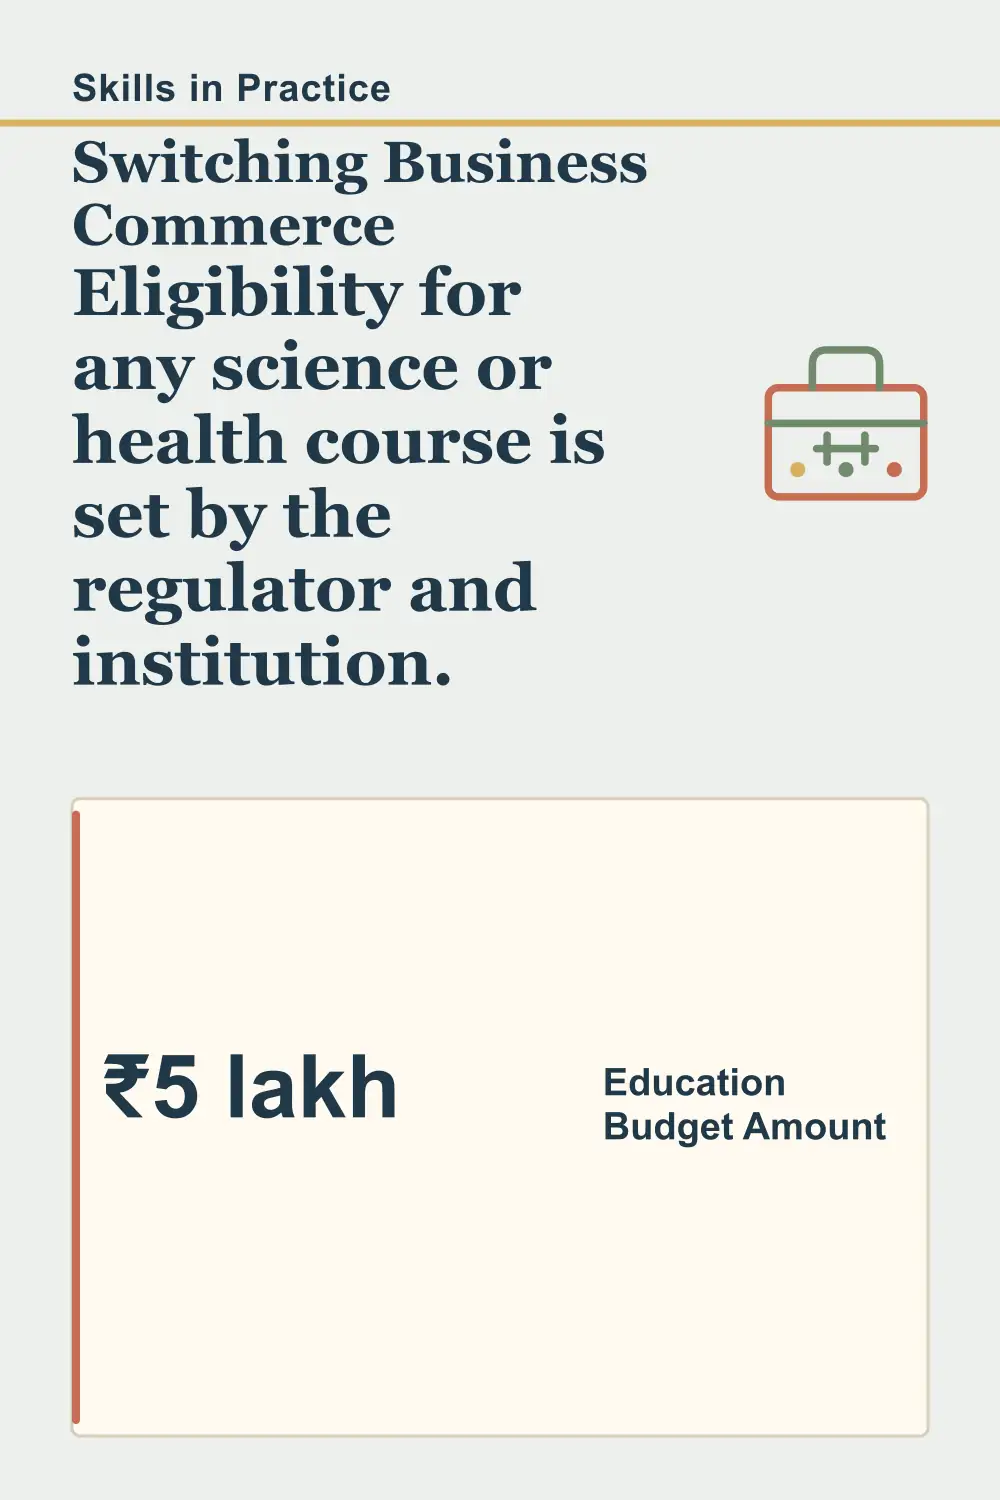 Skills in Practice
Switching Business
Commerce
Eligibility for
any science or
health course is
set by the
regulator and
institution.
₹5 lakh
Education
Budget Amount